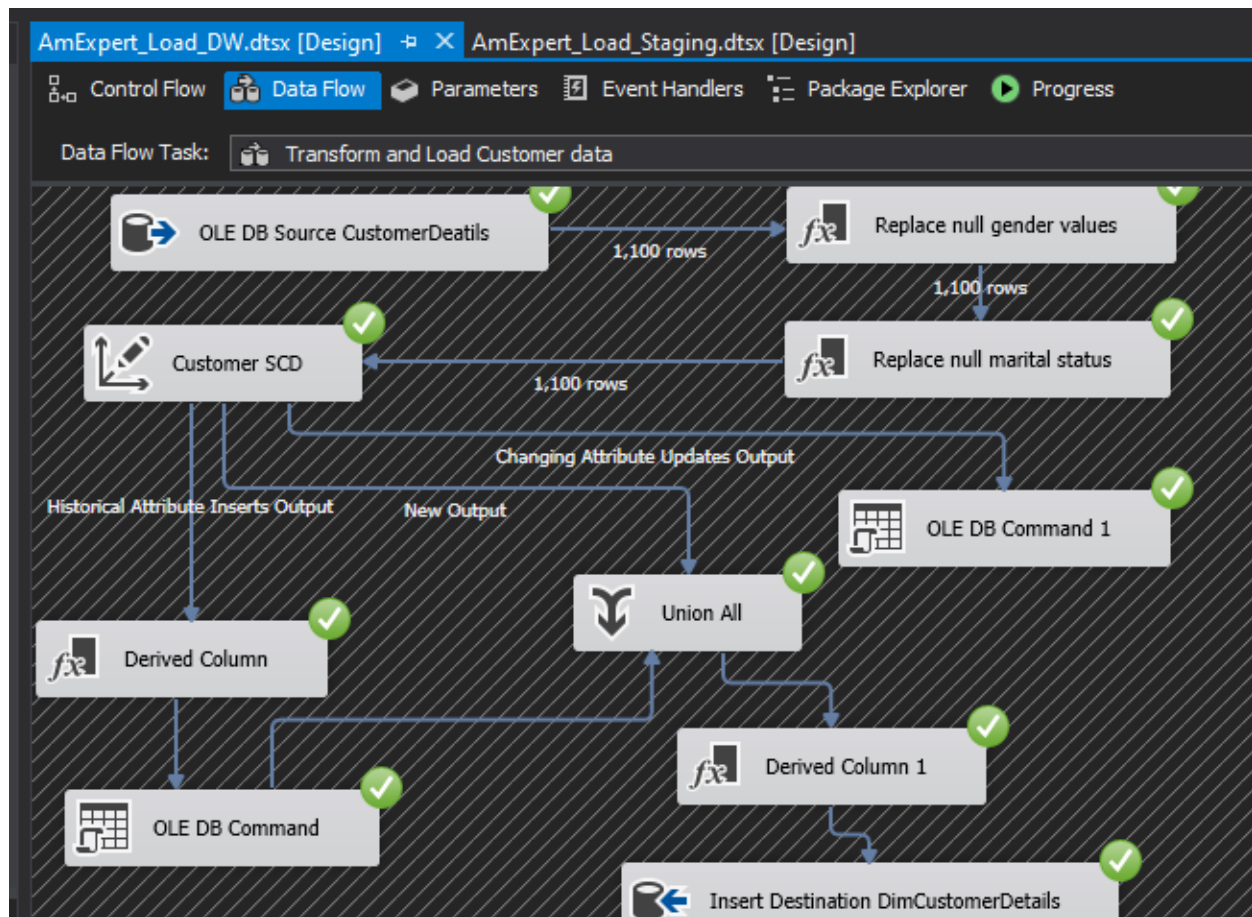 AmExpert_Load_DW.dtsx [Design] AmExpert_Load_Staging.dtsx [Design]
Control Flow Data Flow Parameters Event Handlers Package Explorer Progress
Data Flow Task: Transform and Load Customer data
OLE DB Source CustomerDeatils
1,100 rows
Replace null gender values
1,100 rows
Customer SCD
1,100 rows
Replace null marital status
Changing Attribute Updates Output
Historical Attribute Inserts Output
New Output
OLE DB Command 1
Union All
Derived Column
Derived Column 1
OLE DB Command
Insert Destination DimCustomerDetails